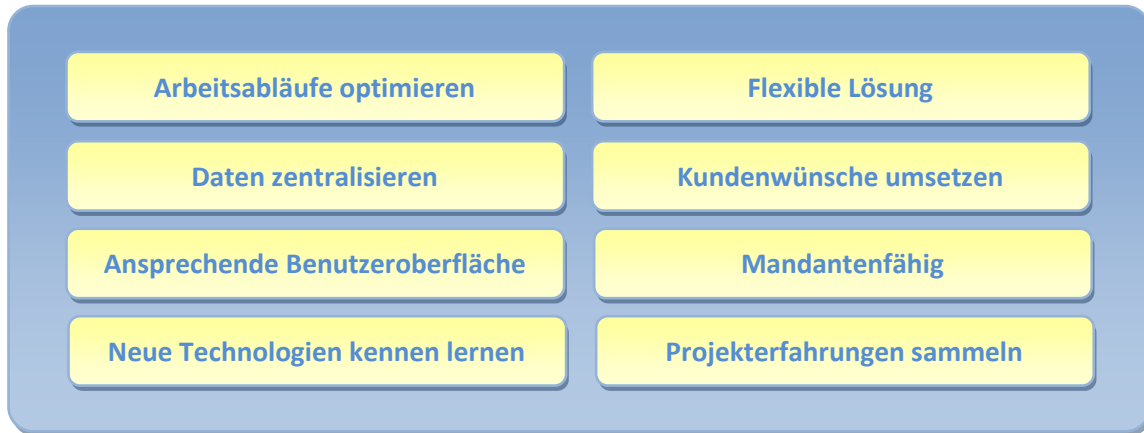 Arbeitsabläufe optimieren
Flexible Lösung
Daten zentralisieren
Kundenwünsche umsetzen
Ansprechende Benutzeroberfläche
Mandantenfähig
Neue Technologien kennen lernen
Projekterfahrungen sammeln